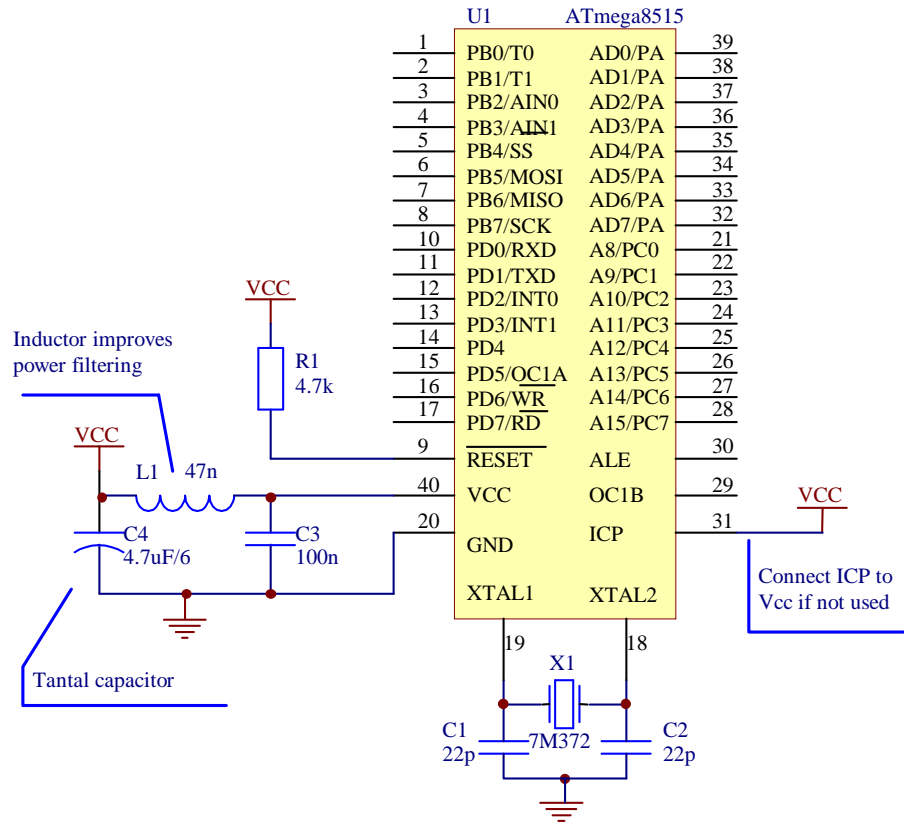 U1 ATmega8515
1 PB0/T0 AD0/PA 39
2 PB1/T1 AD1/PA 38
3 PB2/AIN0 AD2/PA 37
4 PB3/AIN1 AD3/PA 36
5 PB4/SS AD4/PA 35
6 PB5/MOSI AD5/PA 34
7 PB6/MISO AD6/PA 33
8 PB7/SCK AD7/PA 32
10 PD0/RXD A8/PC0 21
11 PD1/TXD A9/PC1 22
12 PD2/INT0 A10/PC2 23
13 PD3/INT1 A11/PC3 24
14 PD4 A12/PC4 25
15 PD5/OC1A A13/PC5 26
16 PD6/WR A14/PC6 27
17 PD7/RD A15/PC7 28
9 RESET ALE 30
40 VCC OC1B 29
20 GND ICP 31
XTAL1 XTAL2
19 18
VCC
R1
4.7k
Inductor improves
power filtering
VCC
L1 47n
C4
4.7uF/6
C3
100n
Tantal capacitor
VCC
Connect ICP to
Vcc if not used
X1
7M372
C1
22p
C2
22p